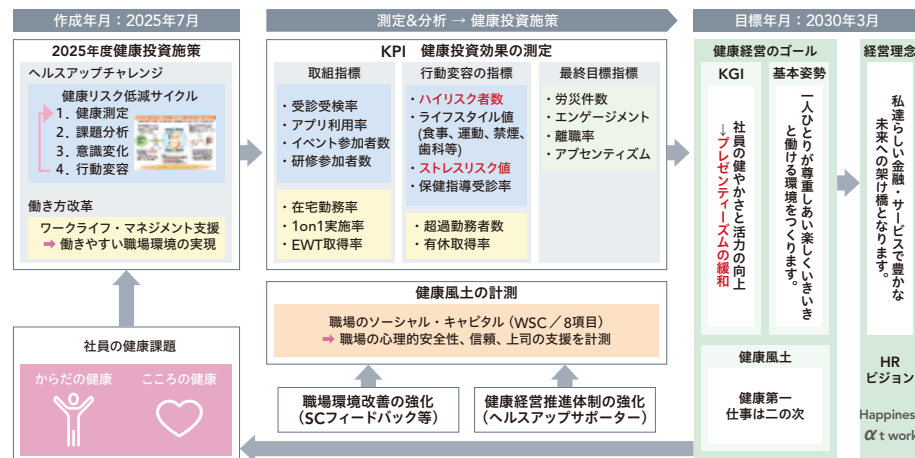 作成年月：2025年7月
測定&分析 → 健康投資施策
目標年月：2030年3月
2025年度健康投資施策
ヘルスアップチャレンジ
健康リスク低減サイクル
1. 健康測定
2. 課題分析
3. 意識変化
4. 行動変容
働き方改革
ワークライフ・マネジメント支援
➡ 働きやすい職場環境の実現
KPI 健康投資効果の測定
取組指標
・受診受検率
・アプリ利用率
・イベント参加者数
・研修参加者数
・在宅勤務率
・1on1実施率
・EWT取得率
行動変容の指標
・ハイリスク者数
・ライフスタイル値
(食事、運動、禁煙、
歯科等)
・ストレスリスク値
・保健指導受診率
・超過勤務者数
・有休取得率
最終目標指標
・労災件数
・エンゲージメント
・離職率
・アブセンティズム
健康風土の計測
職場のソーシャル・キャピタル（WSC／8項目）
➡ 職場の心理的安全性、信頼、上司の支援を計測
職場環境改善の強化
（SCフィードバック等）
健康経営推進体制の強化
（ヘルスアップサポーター）
社員の健康課題
からだの健康
こころの健康
健康経営のゴール
KGI
社員の健やかさと活力の向上
→プレゼンティーズムの緩和
基本姿勢
一人ひとりが尊重しあい楽しくいきいき
と働ける環境をつくります。
健康風土
健康第一
仕事は二の次
経営理念
私達らしい金融・サービスで豊かな
未来への架け橋となります。
HR
ビジョン
Happines
αt work